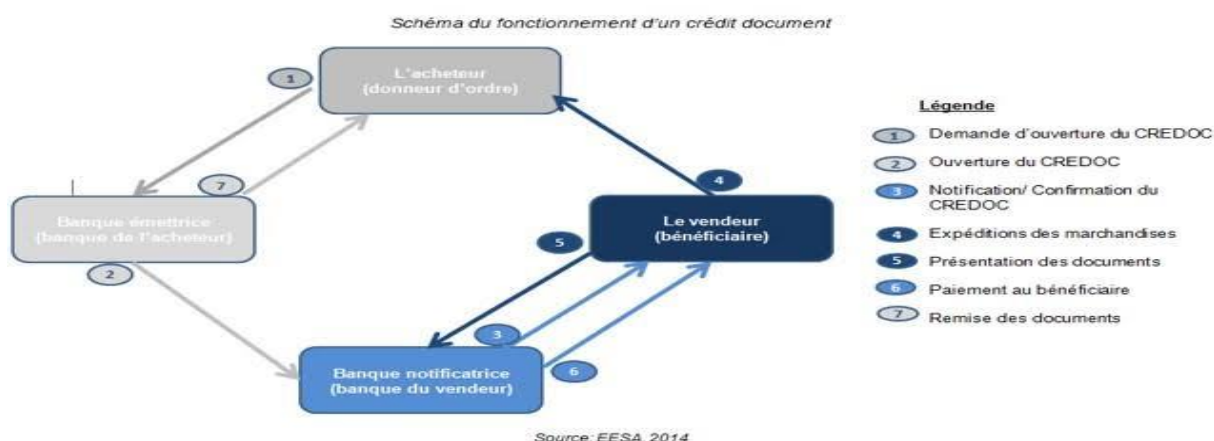 Schéma du fonctionnement d'un crédit document
1
L'acheteur
(donneur d'ordre)
7
4
Banque émettrice
(banque de l'acheteur)
Le vendeur
(bénéficiaire)
5
2
3
Banque notificatrice
(banque du vendeur)
6
Légende
1 Demande d'ouverture du CREDOC
2 Ouverture du CREDOC
3 Notification/ Confirmation du
CREDOC
4 Expéditions des marchandises
5 Présentation des documents
6 Paiement au bénéficiaire
7 Remise des documents
Source: EESA, 2014